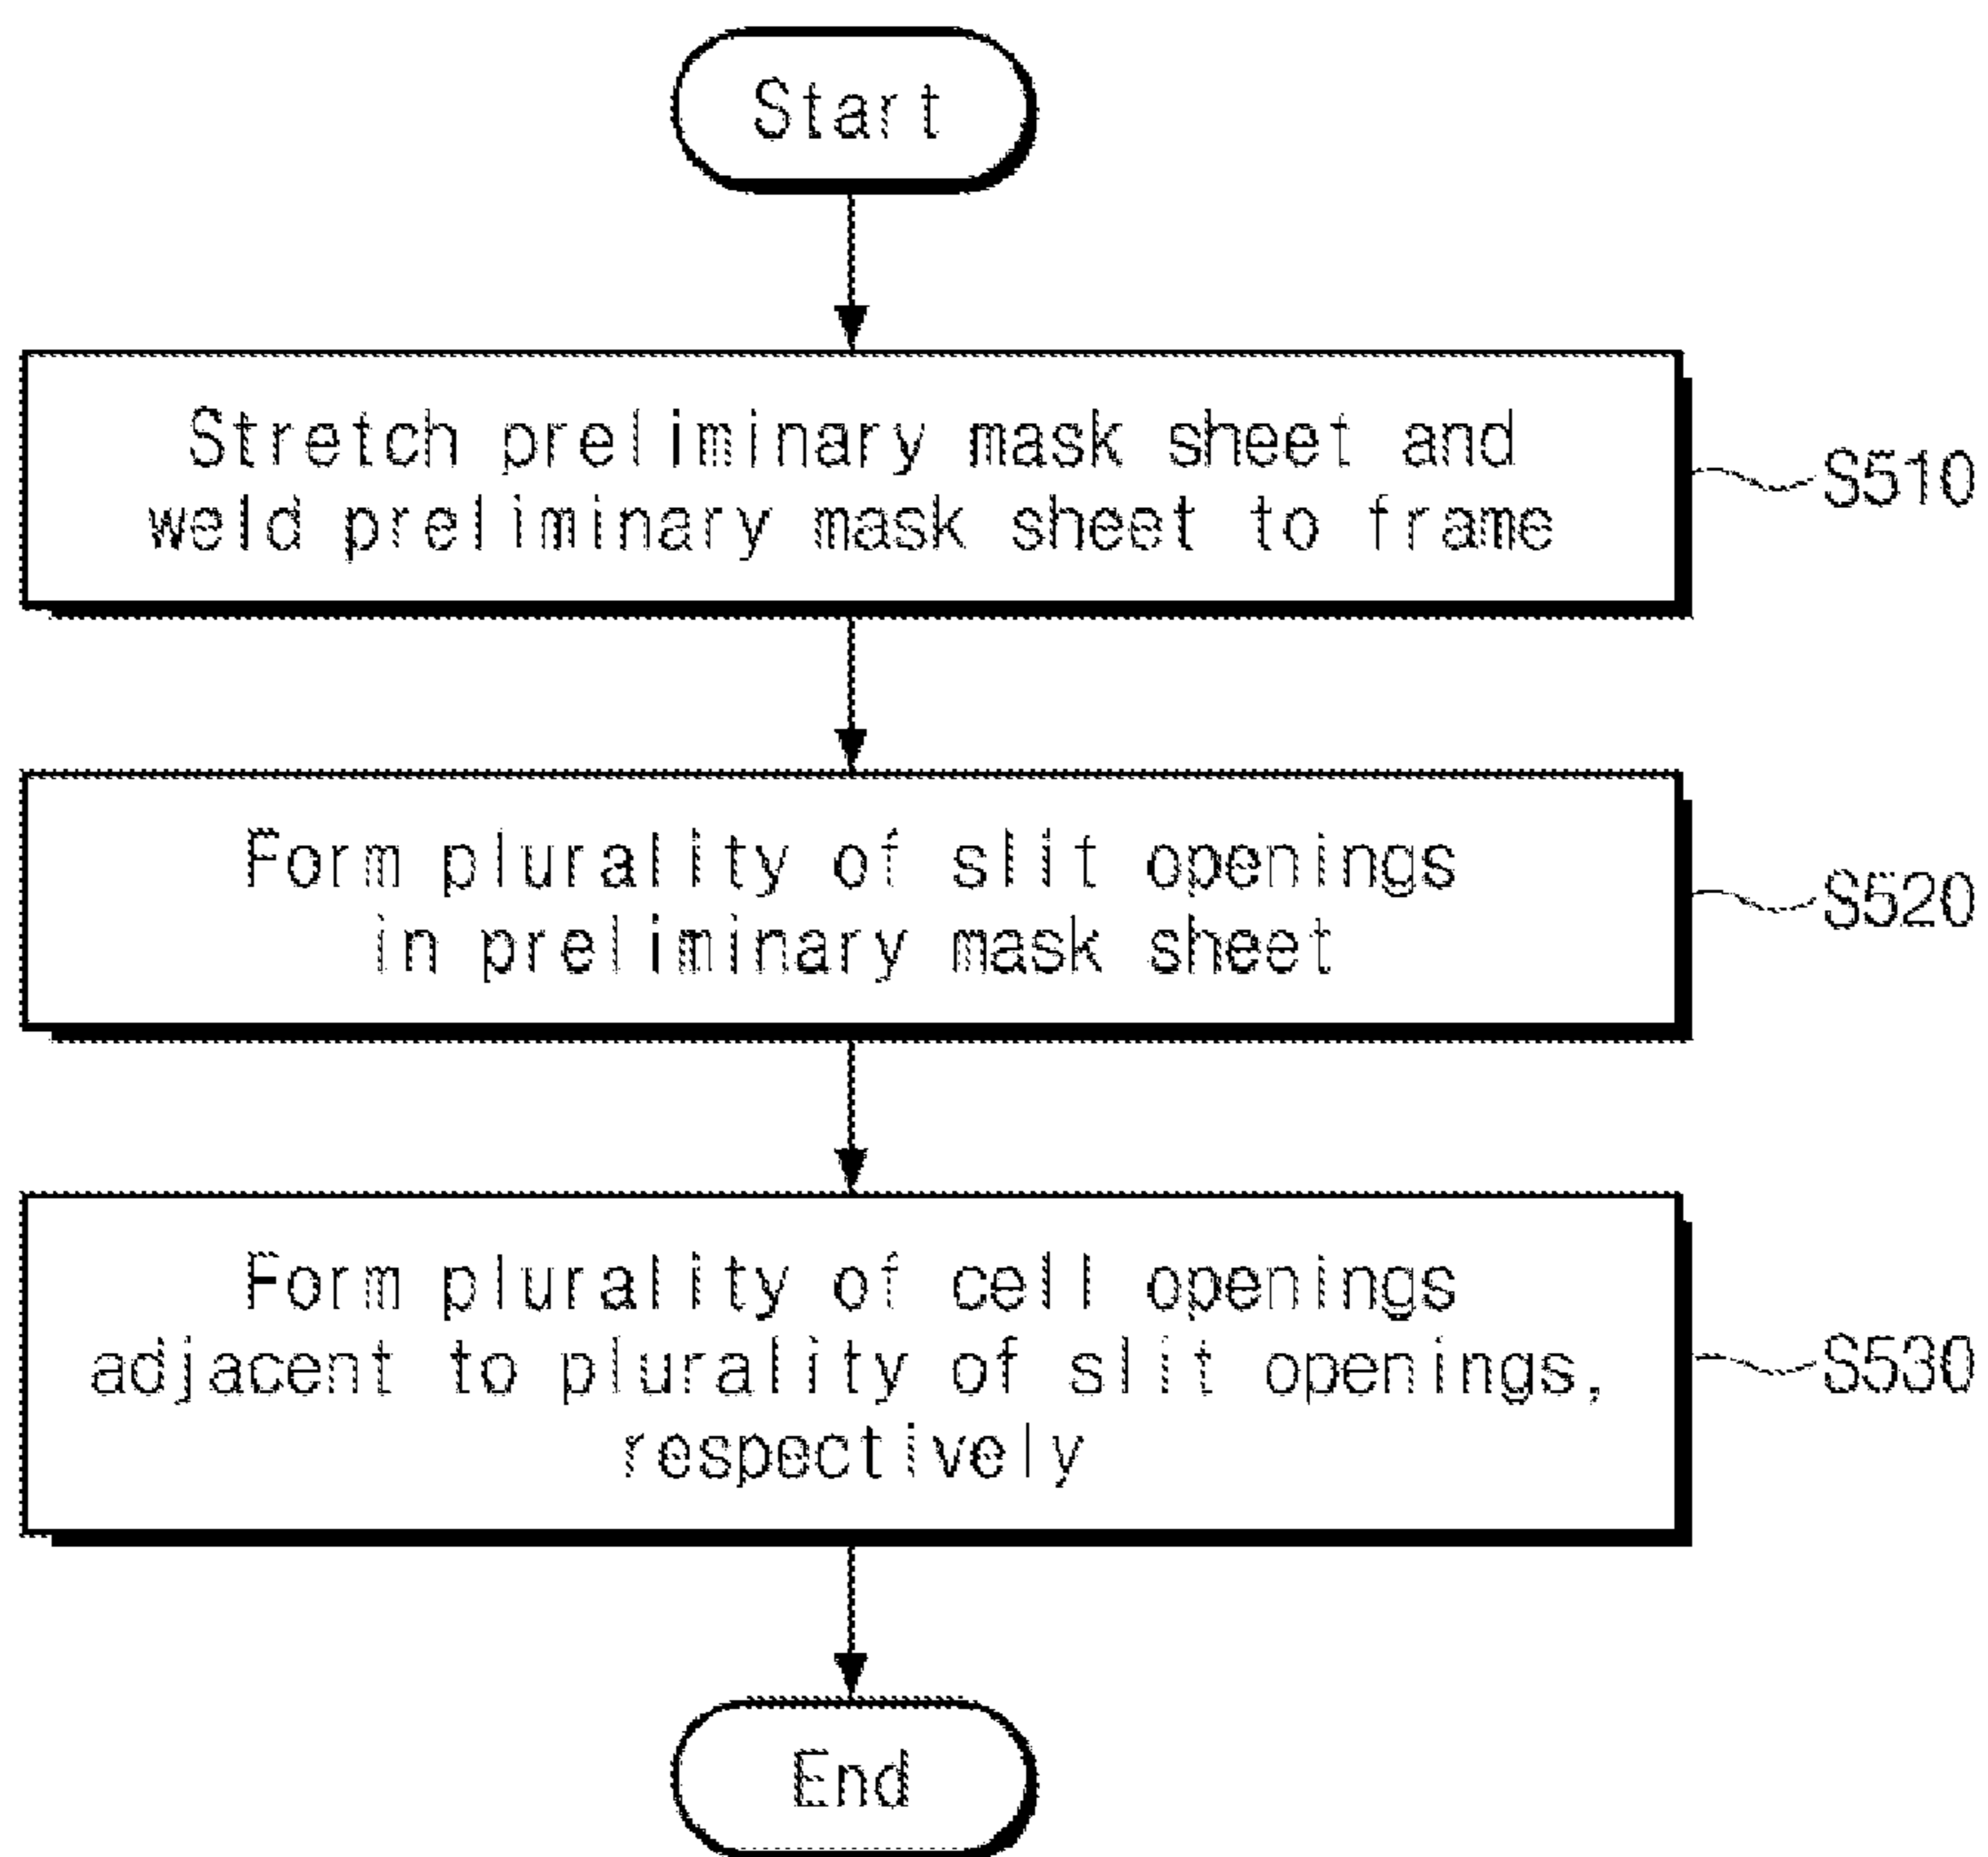 Start
Stretch preliminary mask sheet and
weld preliminary mask sheet to frame
S510
Form plurality of slit openings
in preliminary mask sheet
S520
Form plurality of cell openings
adjacent to plurality of slit openings,
respectively
S530
End